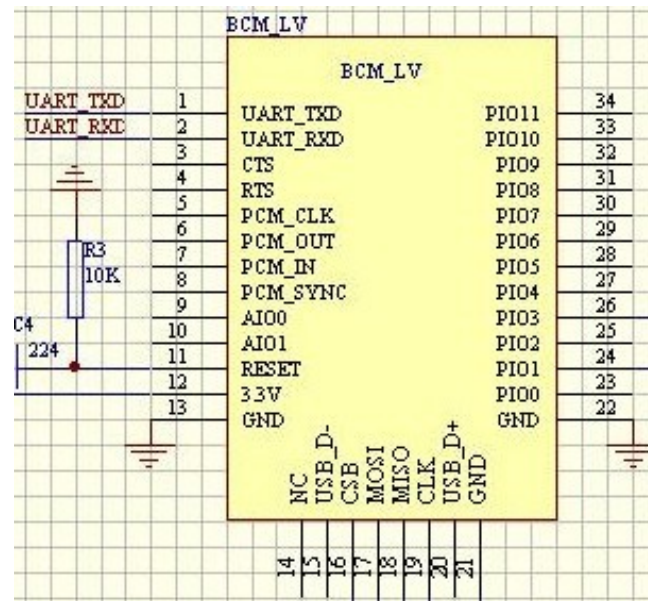 BCM_LV
BCM_LV
UART_TXD 1 UART_TXD PIO11 34
UART_RXD 2 UART_RXD PIO10 33
3 CTS PIO9 32
4 RTS PIO8 31
5 PCM_CLK PIO7 30
6 PCM_OUT PIO6 29
R3 7 PCM_IN PIO5 28
10K 8 PCM_SYNC PIO4 27
9 AIO0 PIO3 26
C4 10 AIO1 PIO2 25
224 11 RESET PIO1 24
12 3.3V PIO0 23
13 GND GND 22
NC USB_D- CSB MOSI MISO CLK USB_D+ GND
14 15 16 17 18 19 20 21